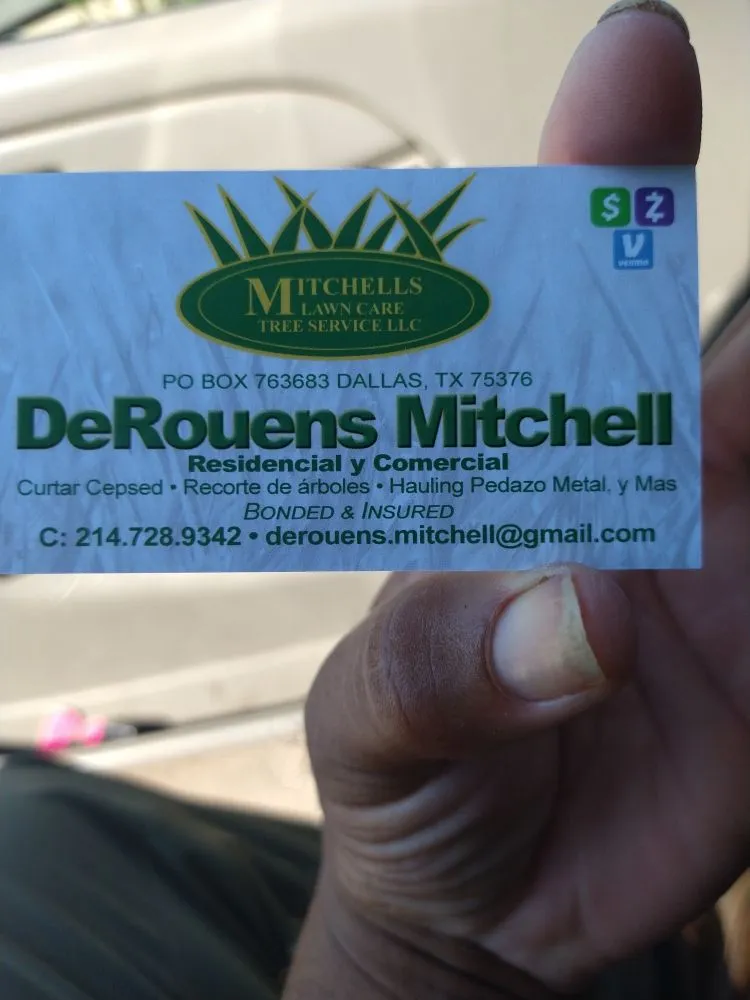 $ Z
V
venmo
MITCHELLS
LAWN CARE
TREE SERVICE LLC
PO BOX 763683 DALLAS, TX 75376
DeRouens Mitchell
Residencial y Comercial
Curtar Cepsed • Recorte de árboles • Hauling Pedazo Metal, y Mas
BONDED & INSURED
C: 214.728.9342 • derouens.mitchell@gmail.com